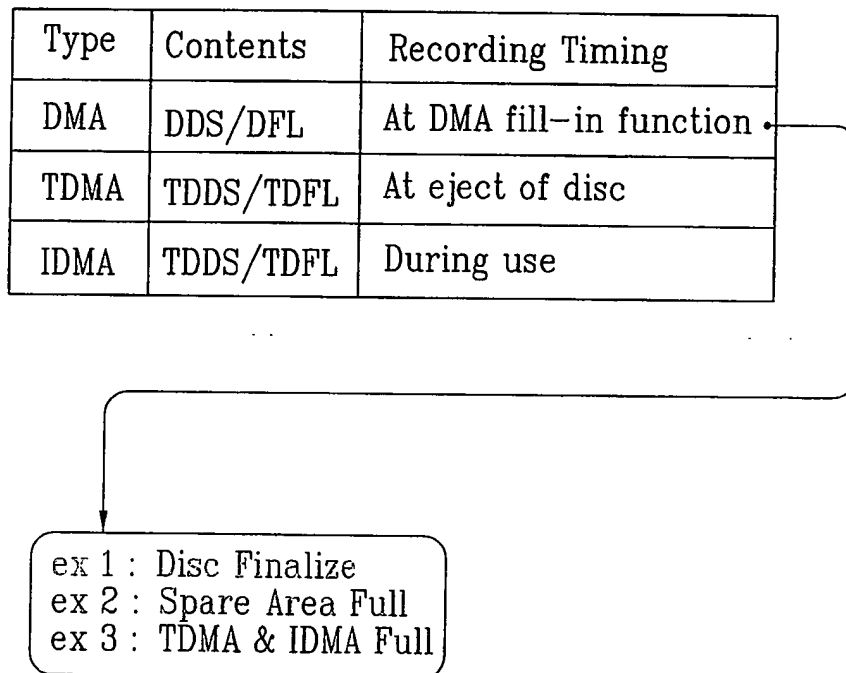 Type Contents Recording Timing
DMA DDS/DFL At DMA fill-in function
TDMA TDDS/TDFL At eject of disc
IDMA TDDS/TDFL During use
ex 1 : Disc Finalize
ex 2 : Spare Area Full
ex 3 : TDMA & IDMA Full